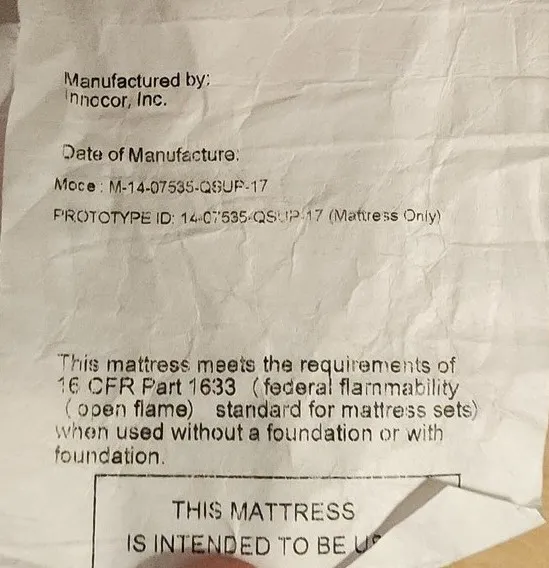 Manufactured by:
Innocor, Inc.
Date of Manufacture:
Model: M-14-07535-QSUP-17
PROTOTYPE ID: 14-07535-QSUP-17 (Mattress Only)
This mattress meets the requirements of
16 CFR Part 1633 (federal flammability
(open flame) standard for mattress sets)
when used without a foundation or with
foundation.
THIS MATTRESS
IS INTENDED TO BE